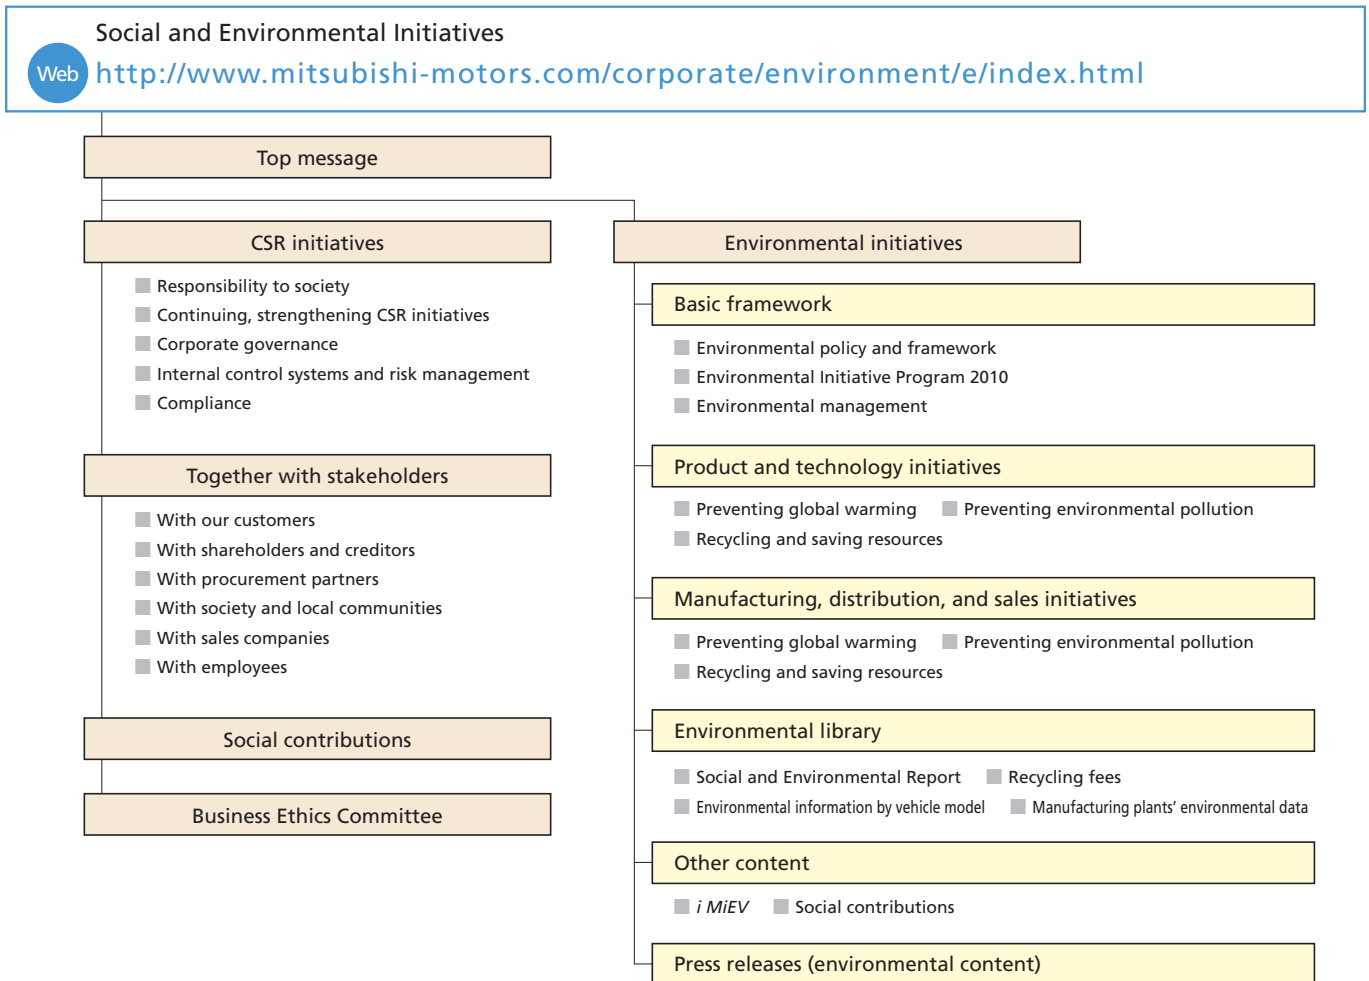 Social and Environmental Initiatives
Web http://www.mitsubishi-motors.com/corporate/environment/e/index.html
Top message
CSR initiatives
Responsibility to society
Continuing, strengthening CSR initiatives
Corporate governance
Internal control systems and risk management
Compliance
Together with stakeholders
With our customers
With shareholders and creditors
With procurement partners
With society and local communities
With sales companies
With employees
Social contributions
Business Ethics Committee
Environmental initiatives
Basic framework
Environmental policy and framework
Environmental Initiative Program 2010
Environmental management
Product and technology initiatives
Preventing global warming Preventing environmental pollution
Recycling and saving resources
Manufacturing, distribution, and sales initiatives
Preventing global warming Preventing environmental pollution
Recycling and saving resources
Environmental library
Social and Environmental Report Recycling fees
Environmental information by vehicle model Manufacturing plants’ environmental data
Other content
i MiEV Social contributions
Press releases (environmental content)